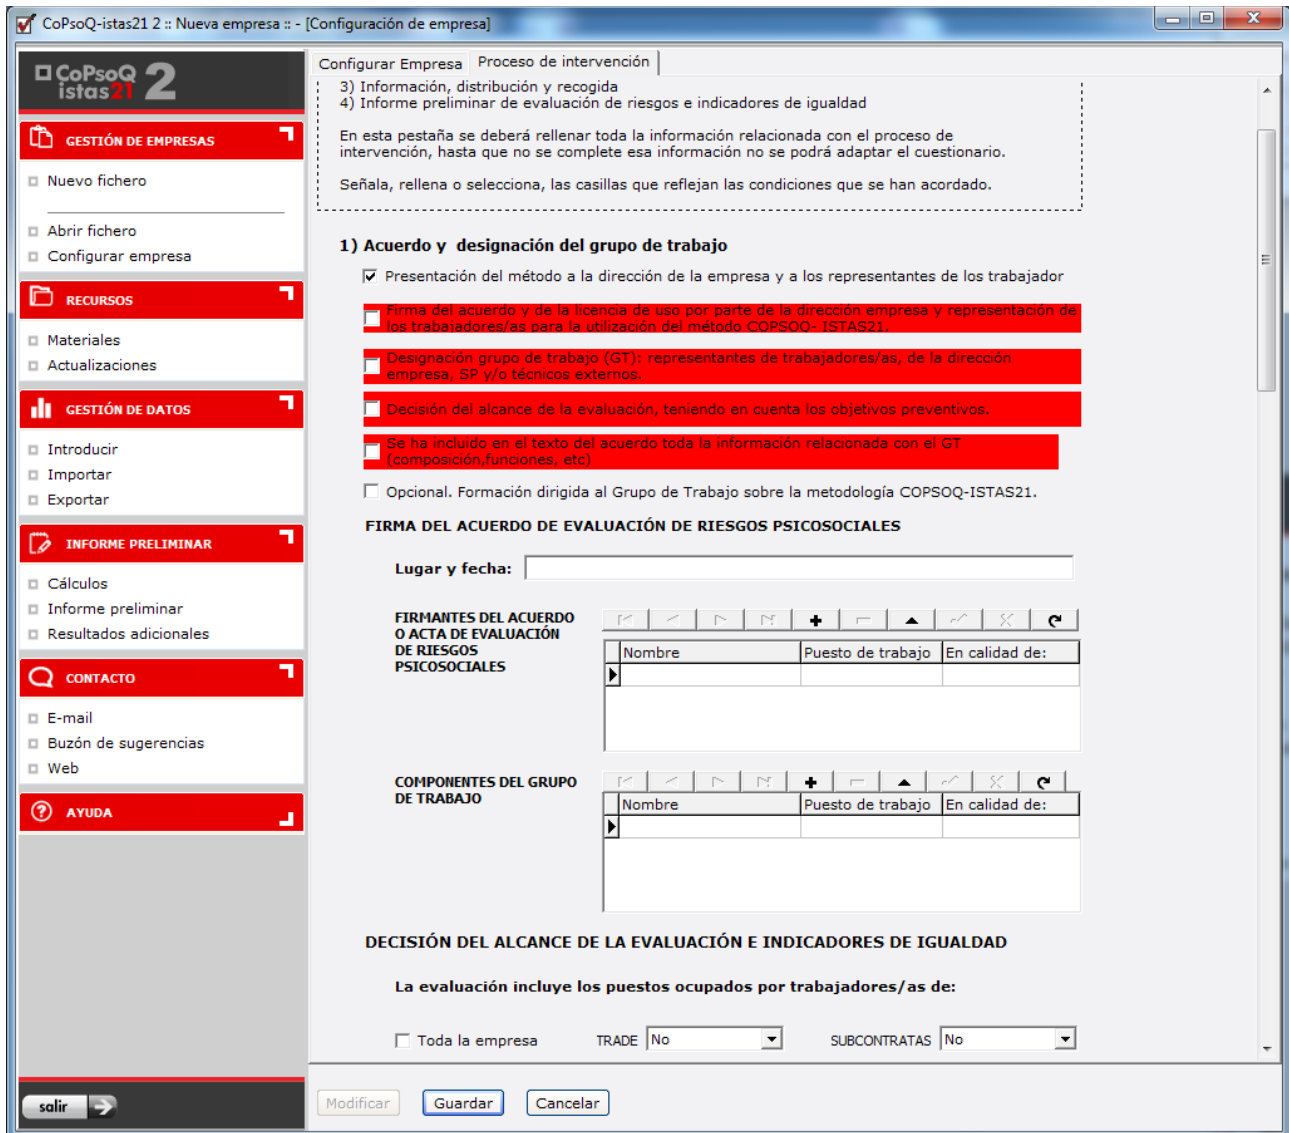 CoPsoQ-istas21 2 :: Nueva empresa :: - [Configuración de empresa]
CoPsoQ
istas21 2
GESTIÓN DE EMPRESAS
Nuevo fichero
Abrir fichero
Configurar empresa
RECURSOS
Materiales
Actualizaciones
GESTIÓN DE DATOS
Introducir
Importar
Exportar
INFORME PRELIMINAR
Cálculos
Informe preliminar
Resultados adicionales
CONTACTO
E-mail
Buzón de sugerencias
Web
AYUDA
salir
Configurar Empresa Proceso de intervención
3) Información, distribución y recogida
4) Informe preliminar de evaluación de riesgos e indicadores de igualdad
En esta pestaña se deberá rellenar toda la información relacionada con el proceso de
intervención, hasta que no se complete esa información no se podrá adaptar el cuestionario.
Señala, rellena o selecciona, las casillas que reflejan las condiciones que se han acordado.
1) Acuerdo y designación del grupo de trabajo
Presentación del método a la dirección de la empresa y a los representantes de los trabajador
Firma del acuerdo y de la licencia de uso por parte de la dirección empresa y representación de
los trabajadores/as para la utilización del método COPSOQ- ISTAS21.
Designación grupo de trabajo (GT): representantes de trabajadores/as, de la dirección
empresa, SP y/o técnicos externos.
Decisión del alcance de la evaluación, teniendo en cuenta los objetivos preventivos.
Se ha incluido en el texto del acuerdo toda la información relacionada con el GT
(composición,funciones, etc)
Opcional. Formación dirigida al Grupo de Trabajo sobre la metodología COPSOQ-ISTAS21.
FIRMA DEL ACUERDO DE EVALUACIÓN DE RIESGOS PSICOSOCIALES
Lugar y fecha:
FIRMANTES DEL ACUERDO
O ACTA DE EVALUACIÓN
DE RIESGOS
PSICOSOCIALES
Nombre Puesto de trabajo En calidad de:
COMPONENTES DEL GRUPO
DE TRABAJO
Nombre Puesto de trabajo En calidad de:
DECISIÓN DEL ALCANCE DE LA EVALUACIÓN E INDICADORES DE IGUALDAD
La evaluación incluye los puestos ocupados por trabajadores/as de:
Toda la empresa TRADE No SUBCONTRATAS No
Modificar Guardar Cancelar